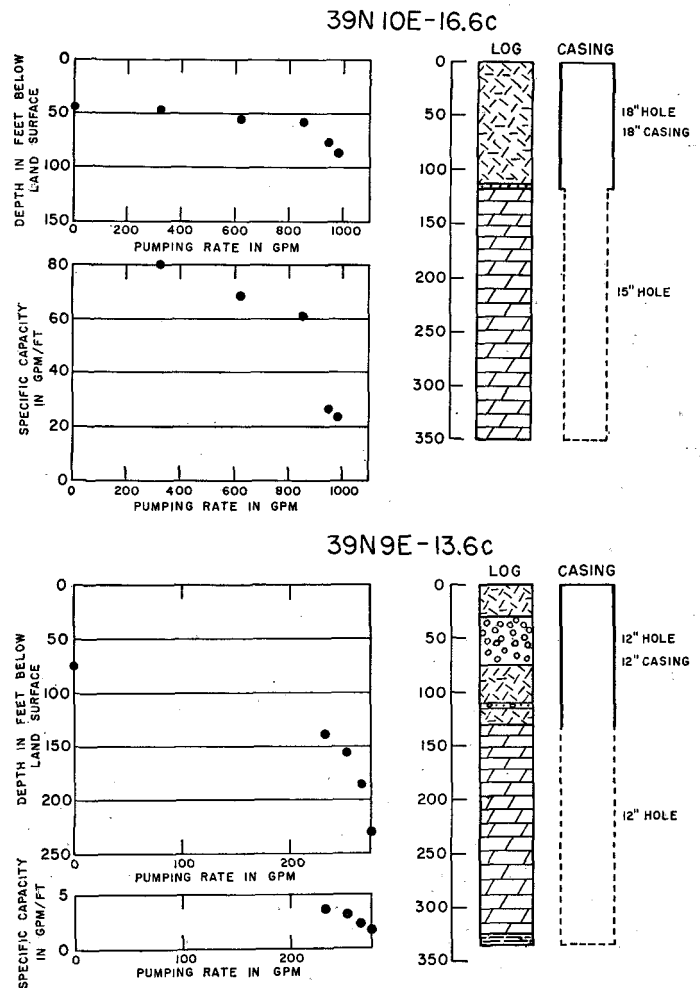 39N 10E-16.6c
DEPTH IN FEET BELOW
LAND SURFACE
0
50
100
150
0 200 400 600 800 1000
PUMPING RATE IN GPM
SPECIFIC CAPACITY
IN GPM/FT
80
60
40
20
0
0 200 400 600 800 1000
PUMPING RATE IN GPM
LOG CASING
0
50
100
150
200
250
300
350
18" HOLE
18" CASING
15" HOLE
39N9E-13.6c
DEPTH IN FEET BELOW
LAND SURFACE
0
50
100
150
200
250
0 100 200
PUMPING RATE IN GPM
SPECIFIC CAPACITY
IN GPM/FT
5
0
0 100 200
PUMPING RATE IN GPM
LOG CASING
0
50
100
150
200
250
300
350
12" HOLE
12" CASING
12" HOLE